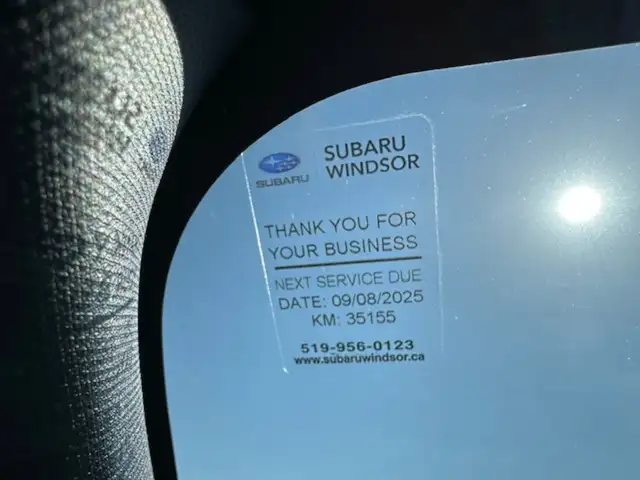 SUBARU
SUBARU
WINDSOR
THANK YOU FOR
YOUR BUSINESS
NEXT SERVICE DUE
DATE: 09/08/2025
KM: 35155
519-956-0123
www.subaruwindsor.ca